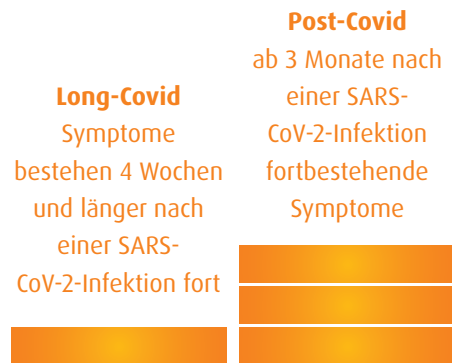 Long-Covid
Symptome
bestehen 4 Wochen
und länger nach
einer SARS-
CoV-2-Infektion fort
Post-Covid
ab 3 Monate nach
einer SARS-
CoV-2-Infektion
fortbestehende
Symptome